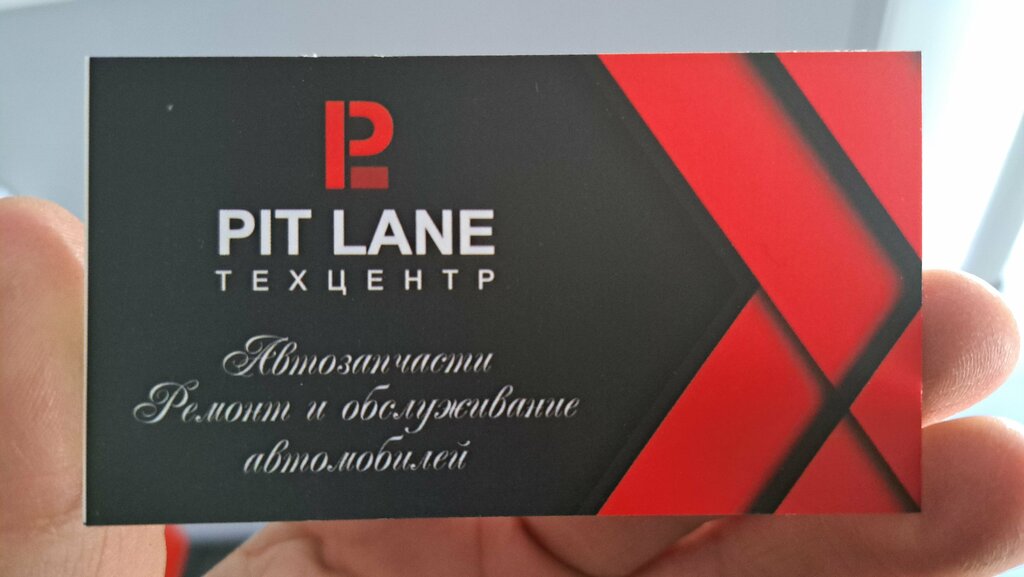 PIT LANE
ТЕХЦЕНТР
Автозапчасти
Ремонт и обслуживание
автомобилей